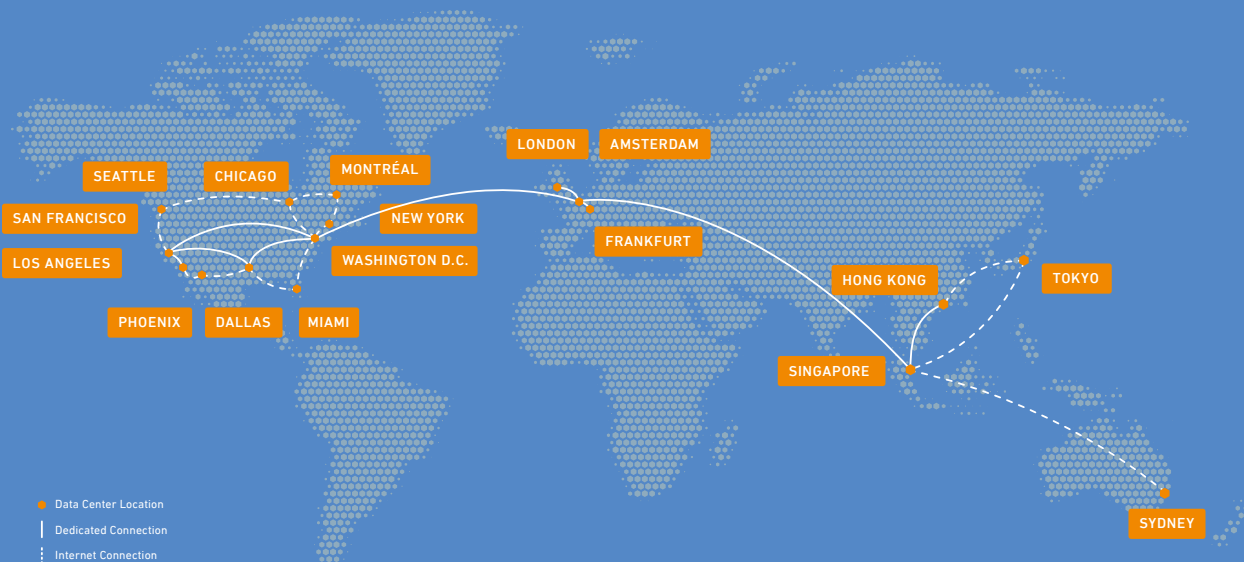 LONDON
AMSTERDAM
MONTRÉAL
SEATTLE
CHICAGO
SAN FRANCISCO
NEW YORK
FRANKFURT
LOS ANGELES
WASHINGTON D.C.
HONG KONG
TOKYO
PHOENIX
DALLAS
MIAMI
SINGAPORE
SYDNEY
Data Center Location
Dedicated Connection
Internet Connection